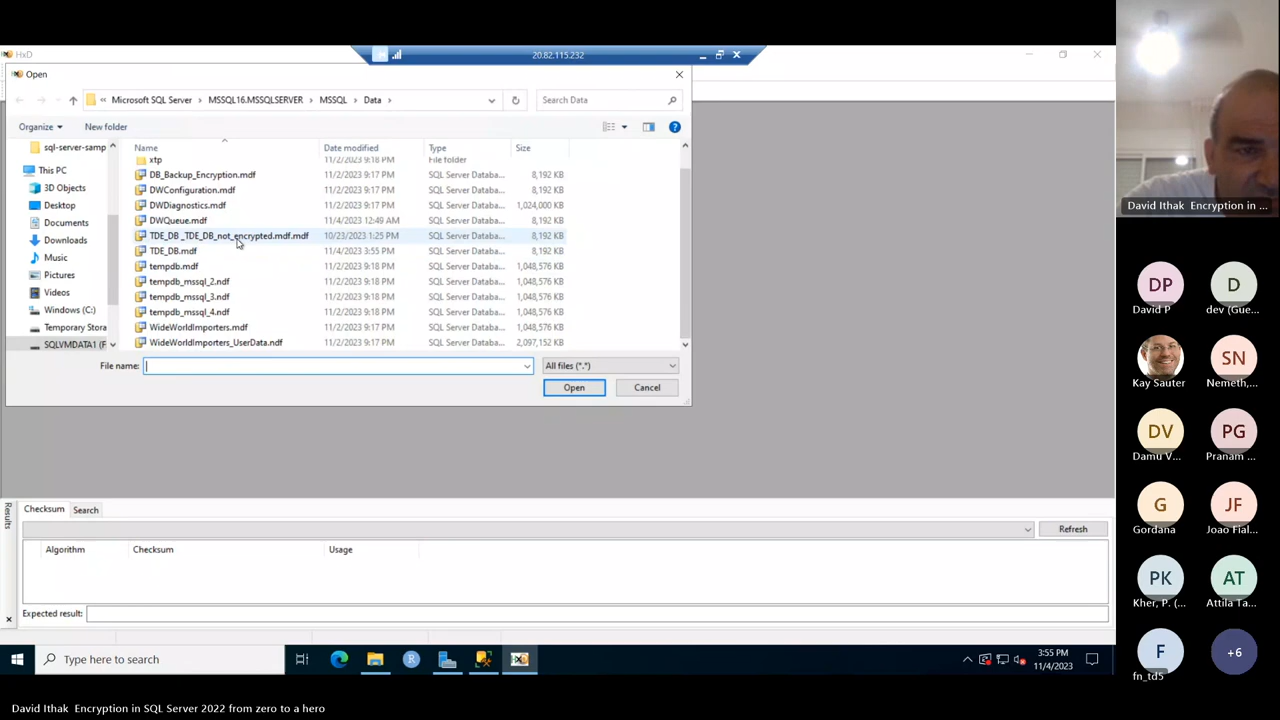 HxD
20.82.115.232
Open
« Microsoft SQL Server > MSSQL16.MSSQLSERVER > MSSQL > Data >
Search Data
Organize
New folder
Name Date modified Type Size
sql-server-samp
This PC
3D Objects
Desktop
Documents
Downloads
Music
Pictures
Videos
Windows (C:)
Temporary Stora
SQLVMDATA1 (F
xtp 11/2/2023 9:18 PM File folder
DB_Backup_Encryption.mdf 11/2/2023 9:17 PM SQL Server Databa... 8,192 KB
DWConfiguration.mdf 11/2/2023 9:17 PM SQL Server Databa... 8,192 KB
DWDiagnostics.mdf 11/2/2023 9:17 PM SQL Server Databa... 1,024,000 KB
DWQueue.mdf 11/4/2023 12:49 AM SQL Server Databa... 8,192 KB
TDE_DB _TDE_DB_not_encrypted.mdf.mdf 10/23/2023 1:25 PM SQL Server Databa... 8,192 KB
TDE_DB.mdf 11/4/2023 3:55 PM SQL Server Databa... 8,192 KB
tempdb.mdf 11/2/2023 9:18 PM SQL Server Databa... 1,048,576 KB
tempdb_mssql_2.ndf 11/2/2023 9:18 PM SQL Server Databa... 1,048,576 KB
tempdb_mssql_3.ndf 11/2/2023 9:18 PM SQL Server Databa... 1,048,576 KB
tempdb_mssql_4.ndf 11/2/2023 9:18 PM SQL Server Databa... 1,048,576 KB
WideWorldImporters.mdf 11/2/2023 9:17 PM SQL Server Databa... 1,048,576 KB
WideWorldImporters_UserData.ndf 11/2/2023 9:17 PM SQL Server Databa... 2,097,152 KB
File name:
All files (*.*)
Open
Cancel
Results
Checksum
Search
Refresh
Algorithm Checksum Usage
Expected result:
Type here to search
R
3:55 PM
11/4/2023
David Ithak Encryption in SQL Server 2022 from zero to a hero
David Ithak Encryption in ...
DP
David P
D
dev (Gue...
Kay Sauter
SN
Nemeth,...
DV
Damu V...
PG
Pranam ...
G
Gordana
JF
Joao Fial...
PK
Kher, P. (...
AT
Attila Ta...
F
fn_td5
+6